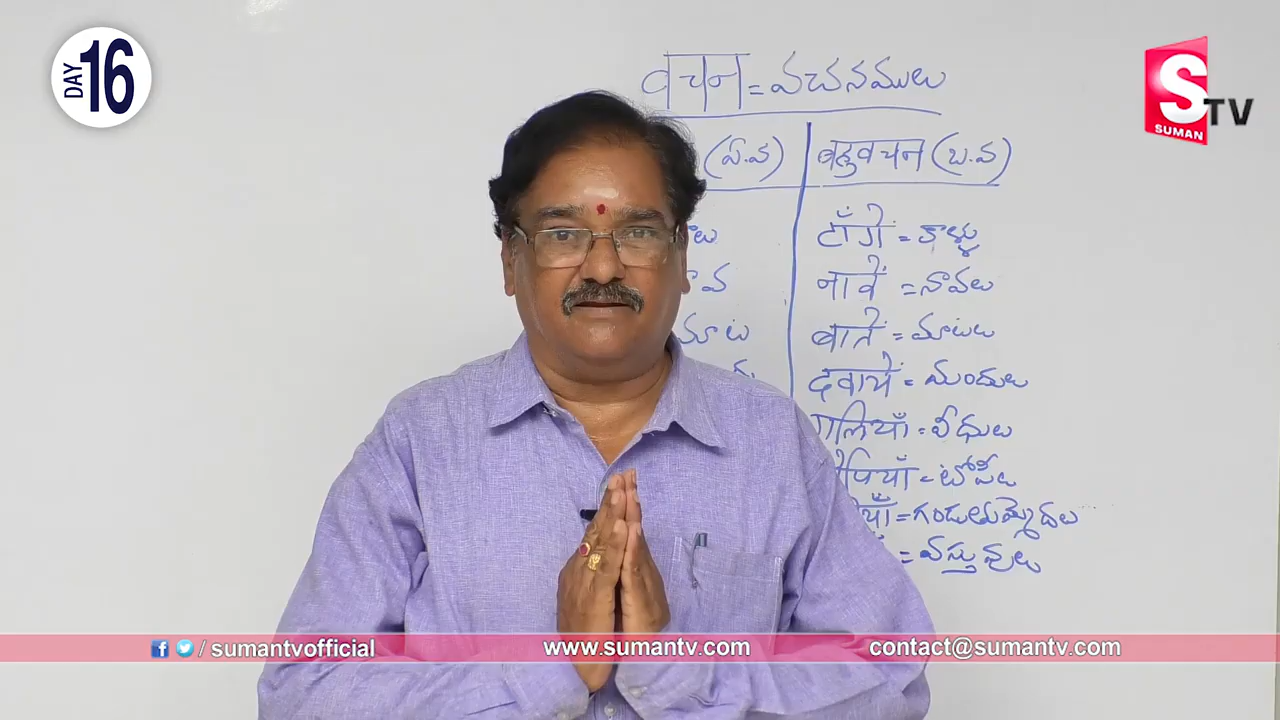 DAY 16
S TV
SUMAN
वचन = వచనములు
(ఏ.వ) बहुवचन (బ.వ)
టాँगें = కాళ్ళు
नावें = నావలు
బాतें = మాటలు
दवायें = మందులు
गलियाँ = వీధులు
పియाँ = టోపీలు
याँ = గండుతుమ్మెదలు
= వస్తువులు
/ sumantvofficial www.sumantv.com contact@sumantv.com